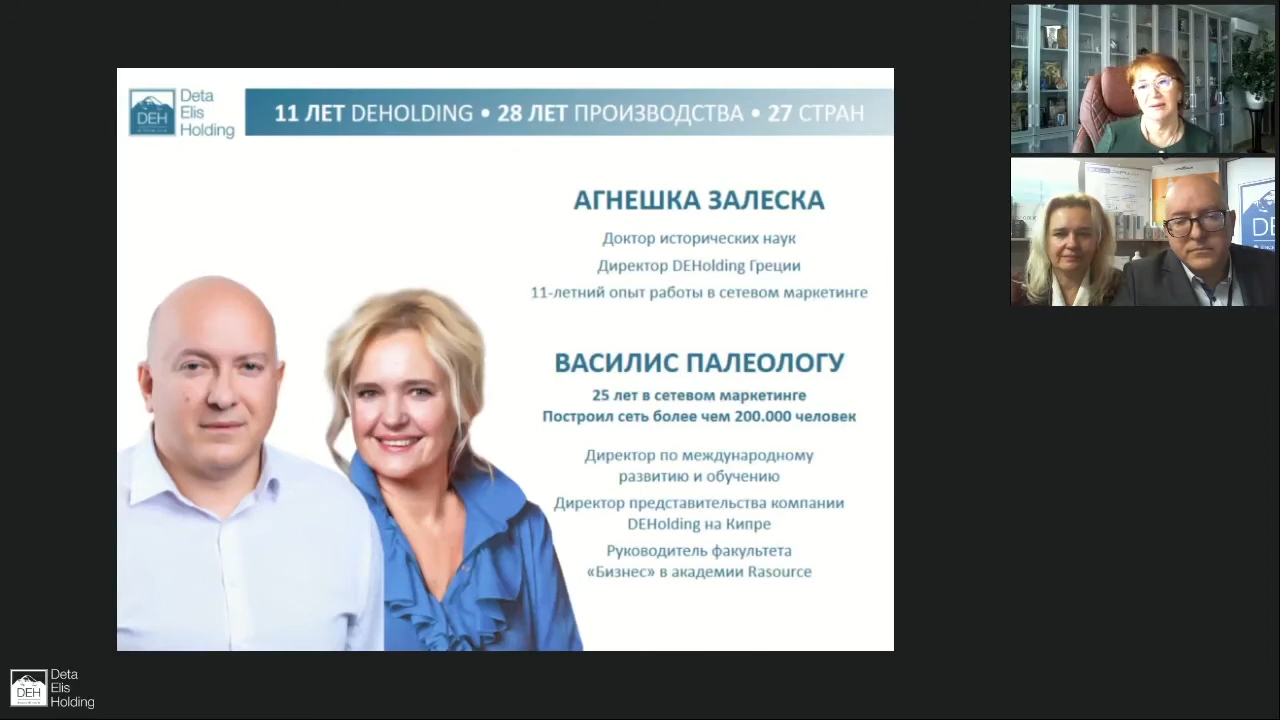 Deta
Elis
Holding
DEH
11 ЛЕТ DEHOLDING • 28 ЛЕТ ПРОИЗВОДСТВА • 27 СТРАН
АГНЕШКА ЗАЛЕСКА
Доктор исторических наук
Директор DEHolding Греции
11-летний опыт работы в сетевом маркетинге
ВАСИЛИС ПАЛЕОЛОГУ
25 лет в сетевом маркетинге
Построил сеть более чем 200.000 человек
Директор по международному
развитию и обучению
Директор представительства компании
DEHolding на Кипре
Руководитель факультета
«Бизнес» в академии Rasource
DEH
Deta
Elis
Holding